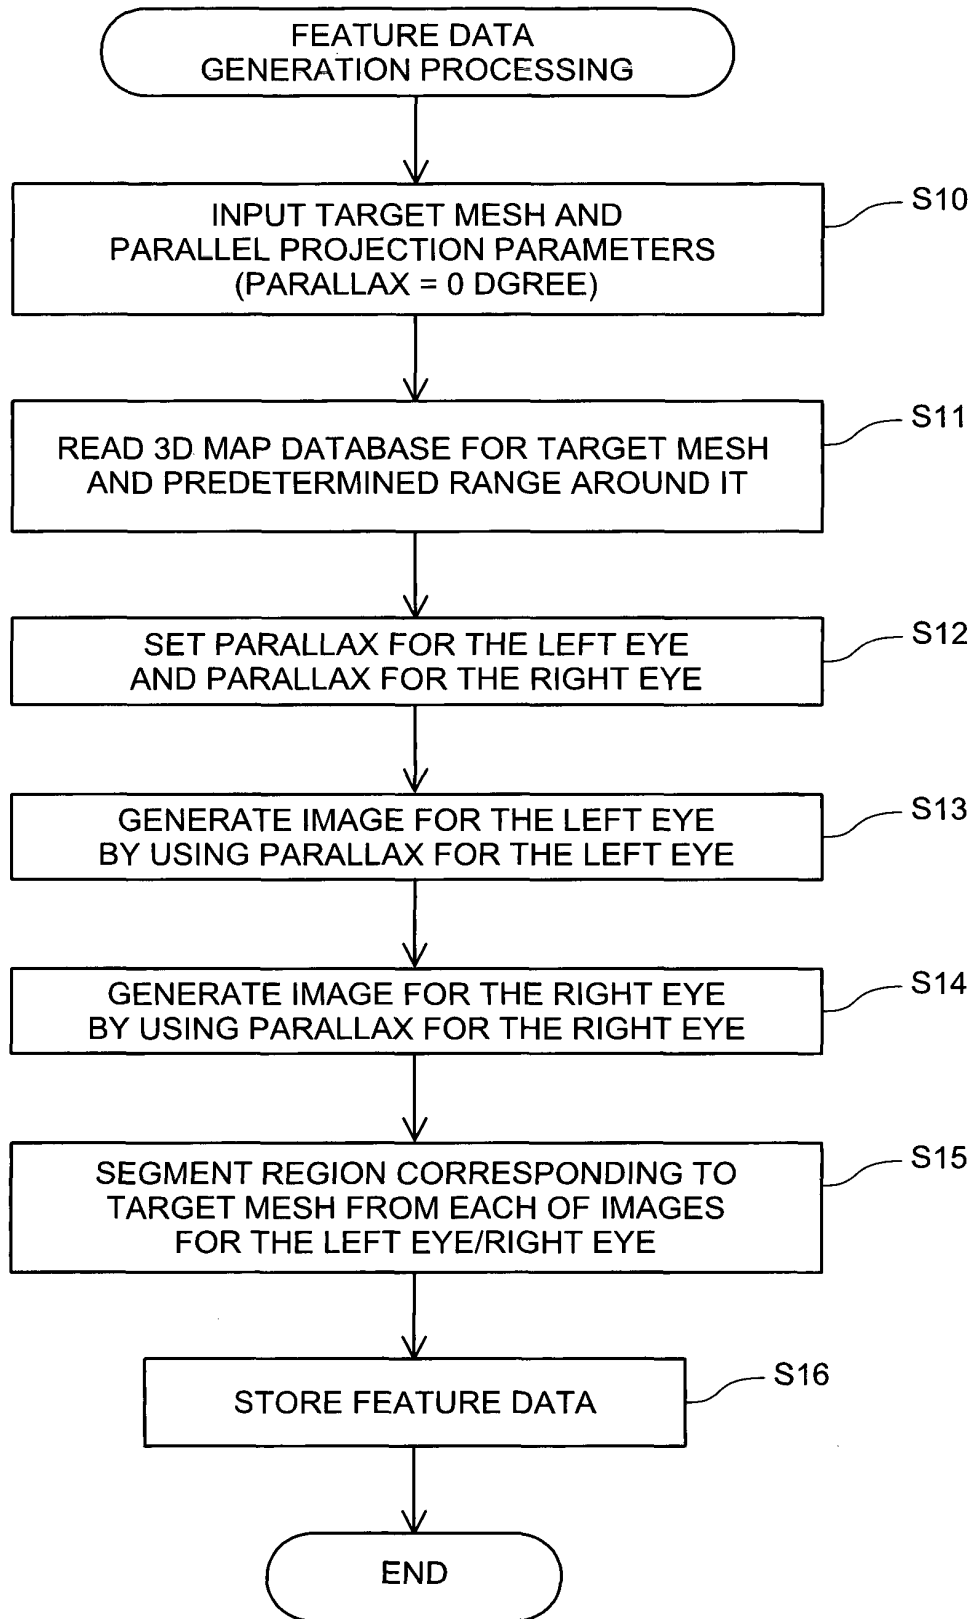 FEATURE DATA
GENERATION PROCESSING
S10
INPUT TARGET MESH AND
PARALLEL PROJECTION PARAMETERS
(PARALLAX = 0 DGREE)
S11
READ 3D MAP DATABASE FOR TARGET MESH
AND PREDETERMINED RANGE AROUND IT
S12
SET PARALLAX FOR THE LEFT EYE
AND PARALLAX FOR THE RIGHT EYE
S13
GENERATE IMAGE FOR THE LEFT EYE
BY USING PARALLAX FOR THE LEFT EYE
S14
GENERATE IMAGE FOR THE RIGHT EYE
BY USING PARALLAX FOR THE RIGHT EYE
S15
SEGMENT REGION CORRESPONDING TO
TARGET MESH FROM EACH OF IMAGES
FOR THE LEFT EYE/RIGHT EYE
S16
STORE FEATURE DATA
END